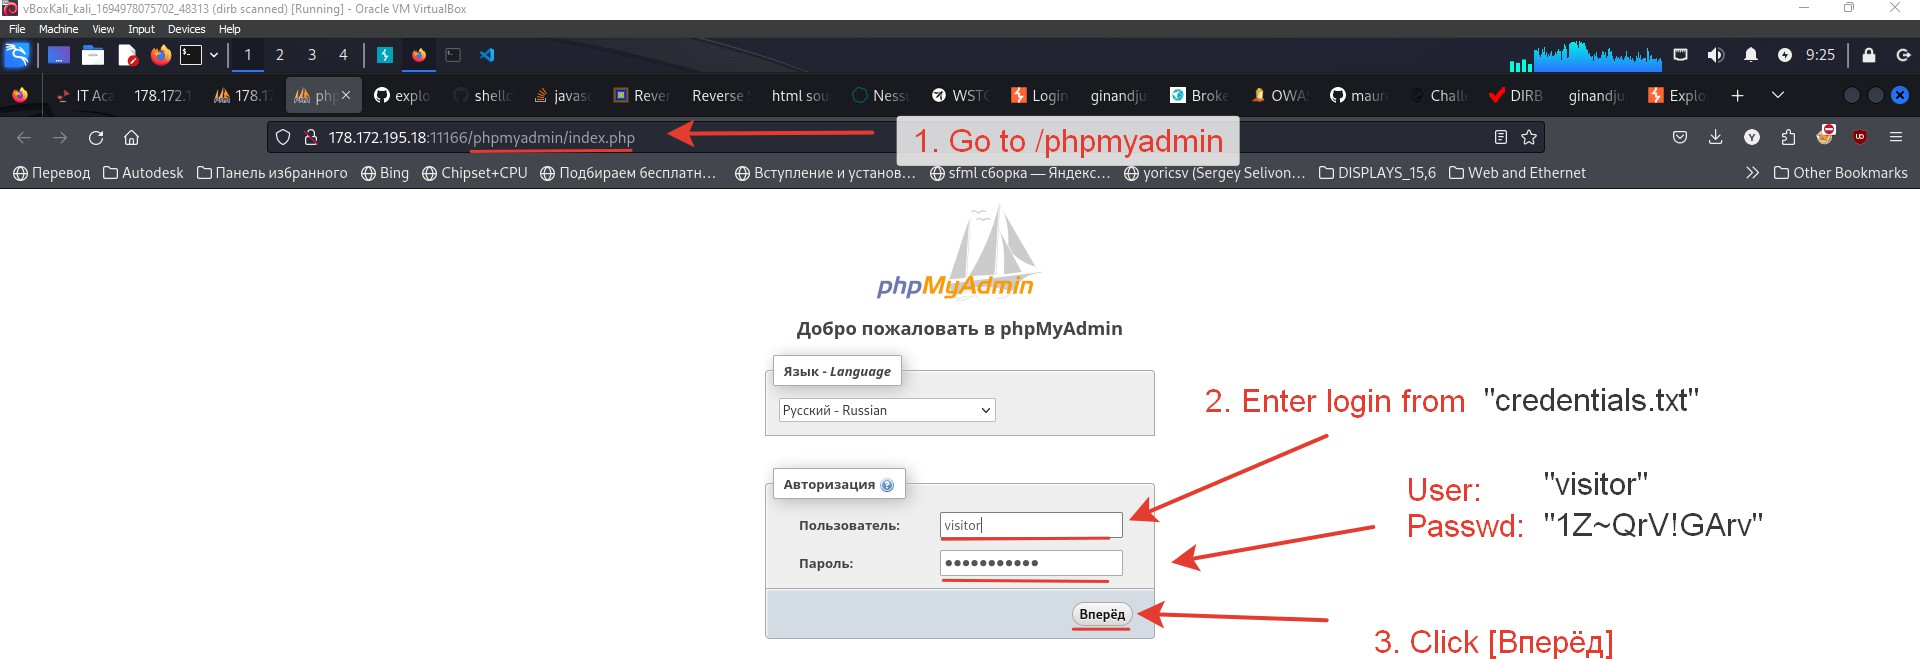 vBoxKali_kali_1694978075702_48313 (dirb scanned) [Running] - Oracle VM VirtualBox
File Machine View Input Devices Help
1 2 3 4 9:25
IT Aca 178.172.1 178.17 php explo shellc javasc Rever Reverse html sou Nessu WSTG Login ginandju Broke OWAS maur Chall DIRB ginandju Explo
178.172.195.18:11166/phpmyadmin/index.php
1. Go to /phpmyadmin
Перевод Autodesk Панель избранного Bing Chipset+CPU Подбираем бесплатн... Вступление и установ... sfml сборка — Яндекс... yoricsv (Sergey Selivon... DISPLAYS_15,6 Web and Ethernet Other Bookmarks
phpMyAdmin
Добро пожаловать в phpMyAdmin
Язык - Language
Русский - Russian
2. Enter login from "credentials.txt"
Авторизация
User: "visitor"
Passwd: "1Z~QrV!GArv"
Пользователь: visitor
Пароль:
Вперёд
3. Click [Вперёд]